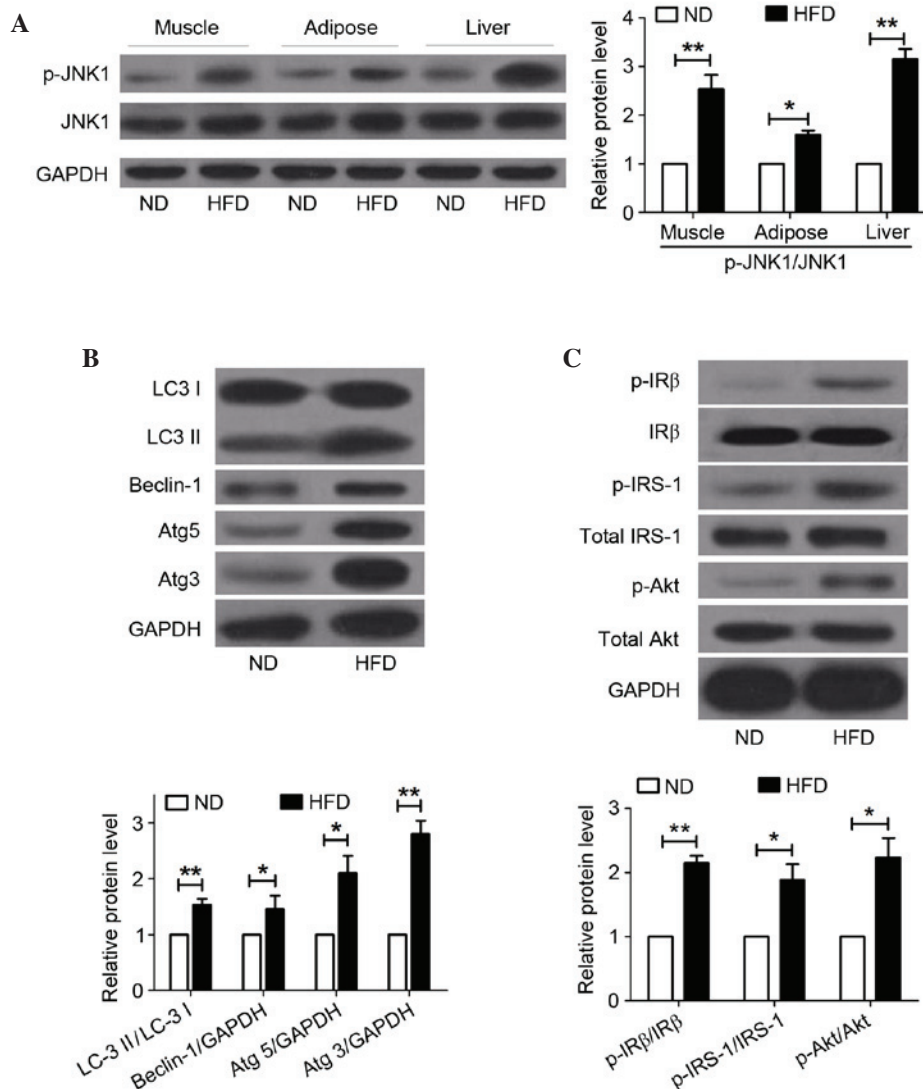 A
Muscle Adipose Liver
p-JNK1
JNK1
GAPDH
ND HFD ND HFD ND HFD
ND HFD
Relative protein level
4
3
2
1
0
** * **
Muscle Adipose Liver
p-JNK1/JNK1
B
LC3 I
LC3 II
Beclin-1
Atg5
Atg3
GAPDH
ND HFD
ND HFD
Relative protein level
3
2
1
0
** * * **
LC-3 II/LC-3 I
Beclin-1/GAPDH
Atg 5/GAPDH
Atg 3/GAPDH
C
p-IRβ
IRβ
p-IRS-1
Total IRS-1
p-Akt
Total Akt
GAPDH
ND HFD
ND HFD
Relative protein level
3
2
1
0
** * *
p-IRβ/IRβ
p-IRS-1/IRS-1
p-Akt/Akt